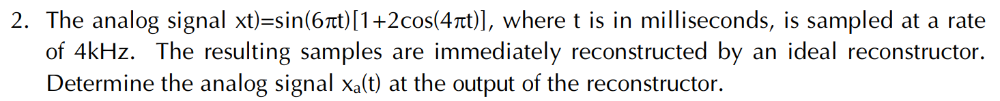 2. The analog signal xt)=sin(6πt)[1+2cos(4πt)], where t is in milliseconds, is sampled at a rate
of 4kHz. The resulting samples are immediately reconstructed by an ideal reconstructor.
Determine the analog signal xₐ(t) at the output of the reconstructor.